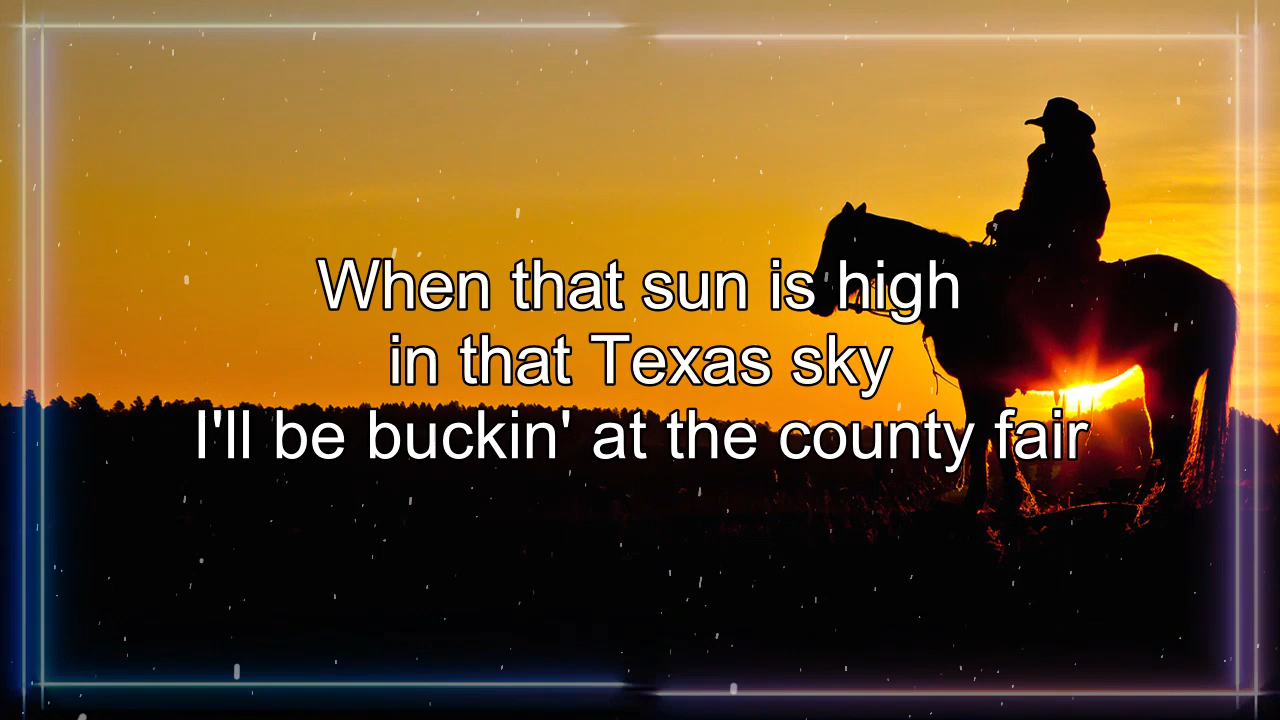 When that sun is high
in that Texas sky
I'll be buckin' at the county fair